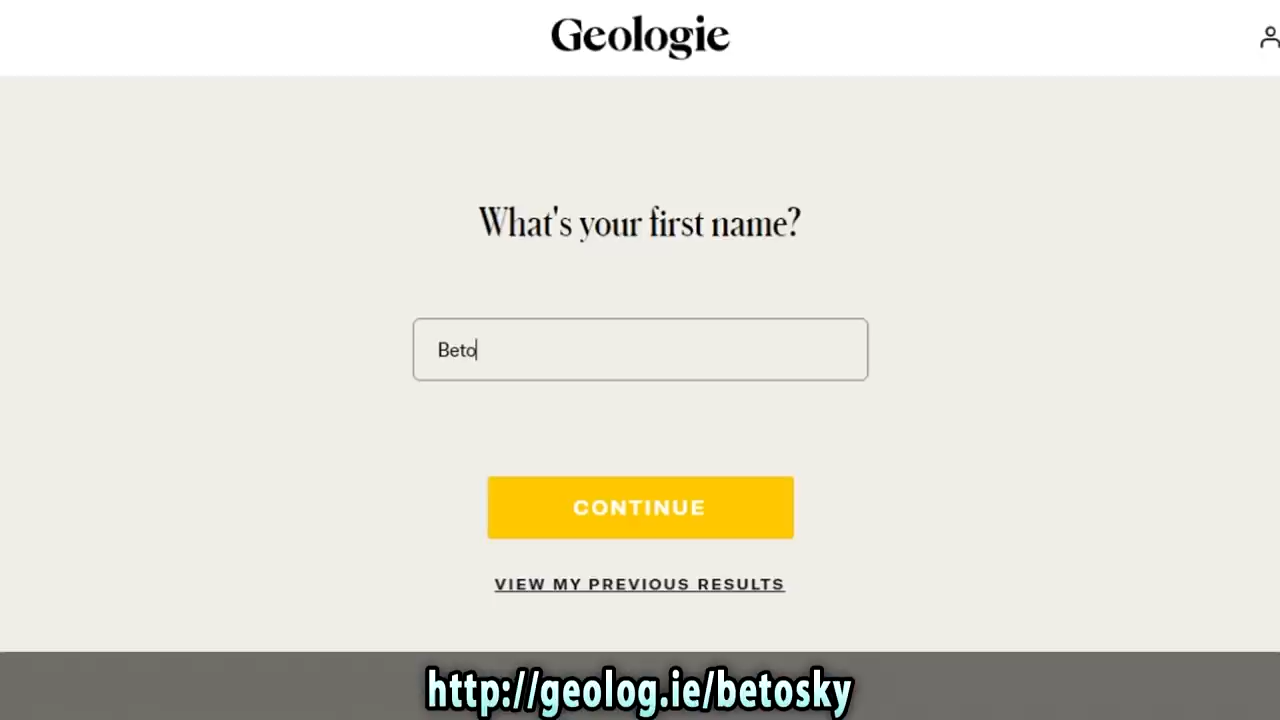 Geologie
What's your first name?
Beto
CONTINUE
VIEW MY PREVIOUS RESULTS
http://geolog.ie/betosky